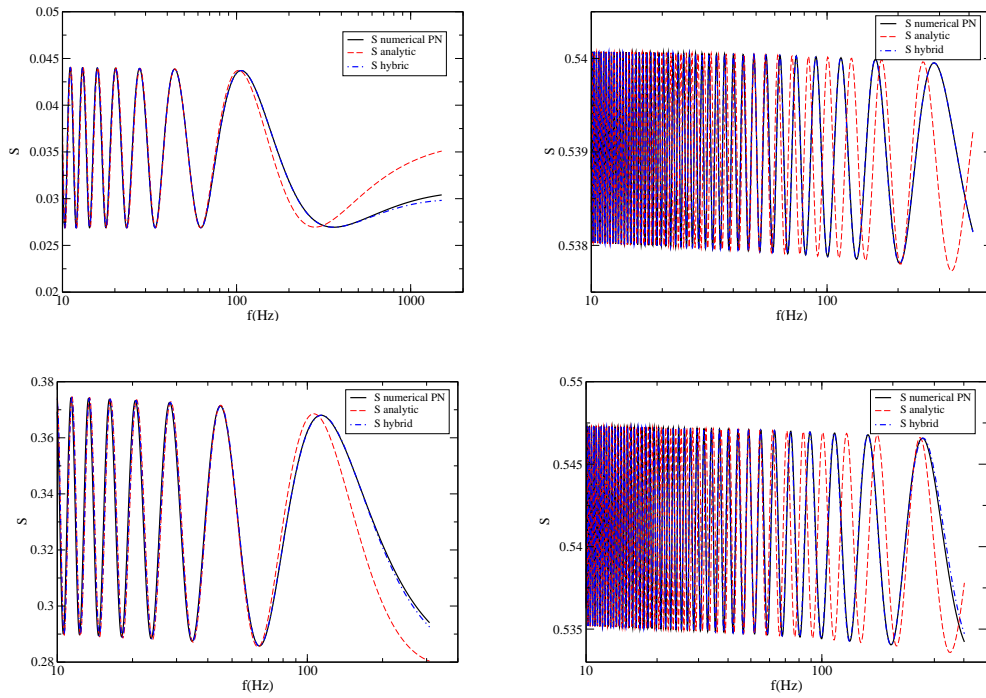 0.05
0.045
0.04
0.035
0.03
0.025
0.02
S
10
100
1000
f(Hz)
S numerical PN
S analytic
S hybric
0.54
0.539
0.538
S
10
100
f(Hz)
S numerical PN
S analytic
S hybrid
0.38
0.36
0.34
0.32
0.3
0.28
S
10
100
f(Hz)
S numerical PN
S analytic
S hybrid
0.55
0.545
0.54
0.535
0.53
S
10
100
f(Hz)
S numerical PN
S analytic
S hybrid